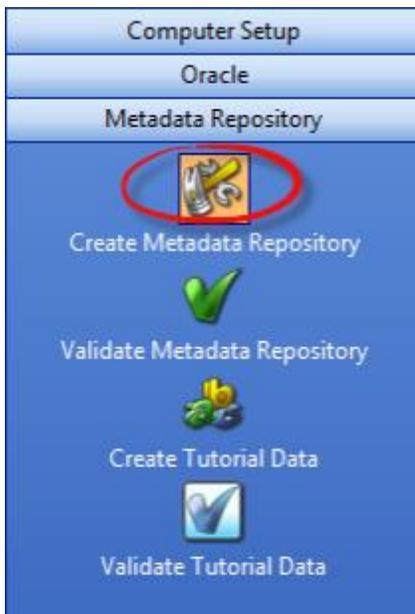 Computer Setup
Oracle
Metadata Repository
Create Metadata Repository
Validate Metadata Repository
Create Tutorial Data
Validate Tutorial Data